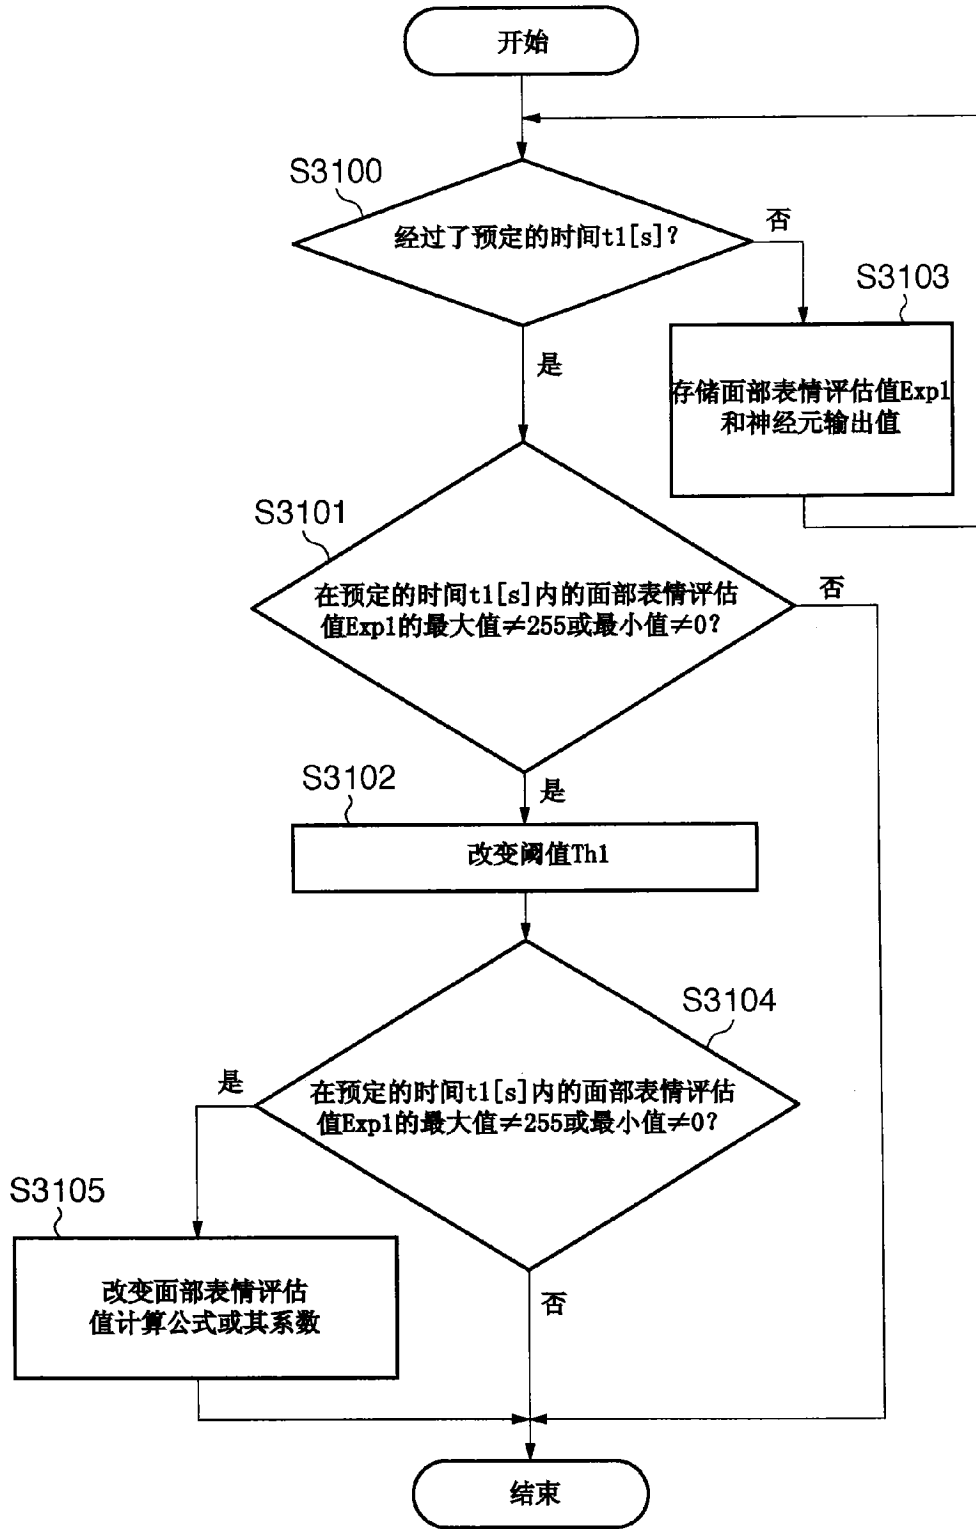 开始
S3100
经过了预定的时间t1[s]?
否
S3103
存储面部表情评估值Exp1
和神经元输出值
是
S3101
在预定的时间t1[s]内的面部表情评估
值Exp1的最大值≠255或最小值≠0?
否
是
S3102
改变阈值Th1
S3104
在预定的时间t1[s]内的面部表情评估
值Exp1的最大值≠255或最小值≠0?
是
S3105
改变面部表情评估
值计算公式或其系数
否
结束